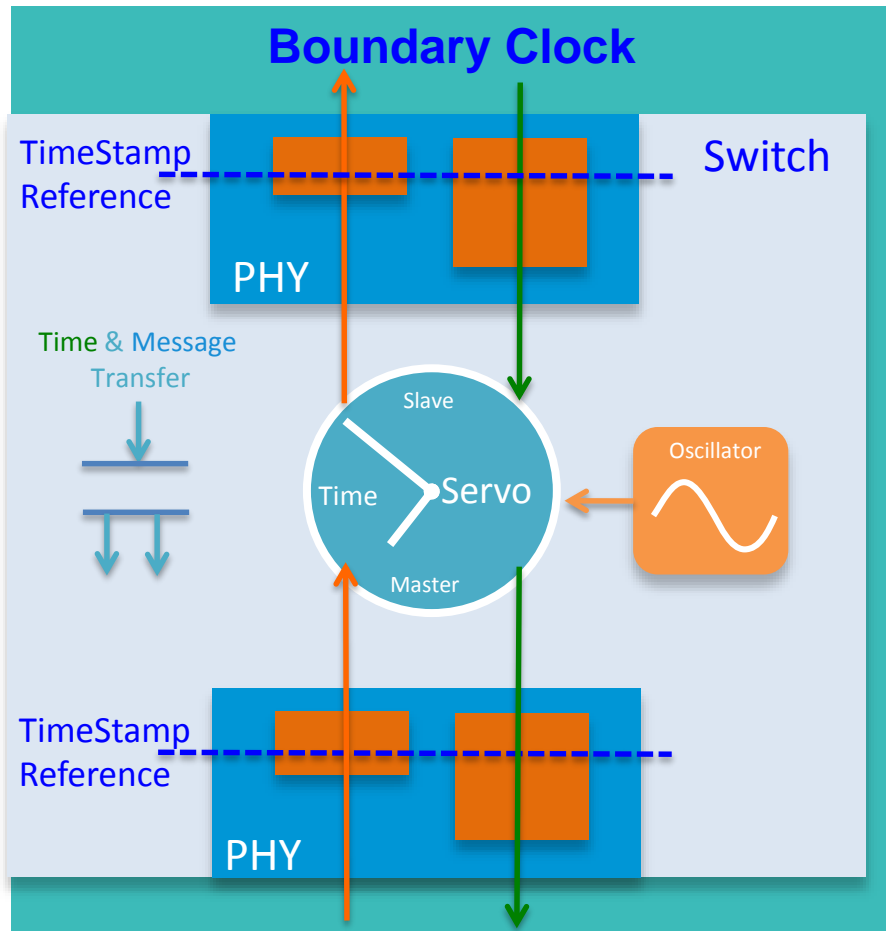 Boundary Clock
TimeStamp
Reference
Switch
PHY
Time & Message
Transfer
Slave
Time
Servo
Master
Oscillator
TimeStamp
Reference
PHY